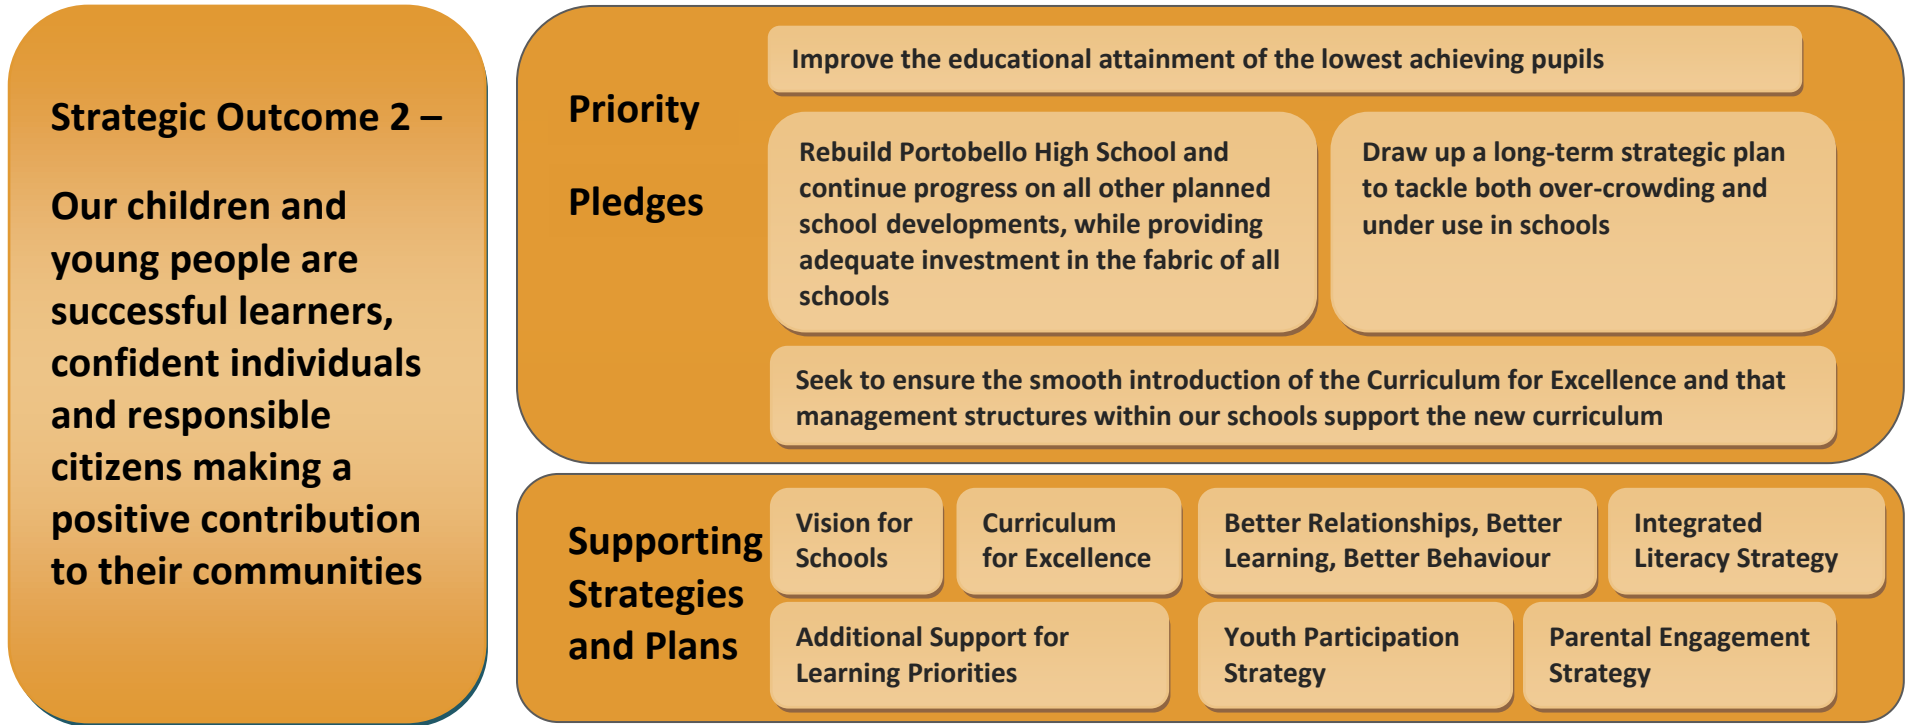 Strategic Outcome 2 –
Our children and
young people are
successful learners,
confident individuals
and responsible
citizens making a
positive contribution
to their communities
Priority
Pledges
Improve the educational attainment of the lowest achieving pupils
Rebuild Portobello High School and
continue progress on all other planned
school developments, while providing
adequate investment in the fabric of all
schools
Draw up a long-term strategic plan
to tackle both over-crowding and
under use in schools
Seek to ensure the smooth introduction of the Curriculum for Excellence and that
management structures within our schools support the new curriculum
Supporting
Strategies
and Plans
Vision for
Schools
Curriculum
for Excellence
Better Relationships, Better
Learning, Better Behaviour
Integrated
Literacy Strategy
Additional Support for
Learning Priorities
Youth Participation
Strategy
Parental Engagement
Strategy